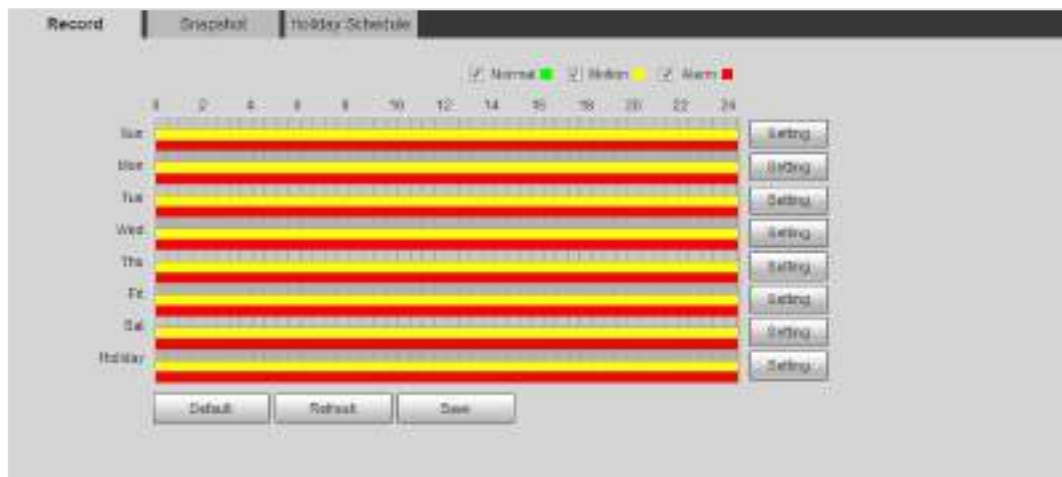 Record Snapshot Holiday Schedule
Normal Motion Alarm
0 2 4 6 8 10 12 14 16 18 20 22 24
Sun Setting
Mon Setting
Tue Setting
Wed Setting
Thu Setting
Fri Setting
Sat Setting
Holiday Setting
Default Refresh Save